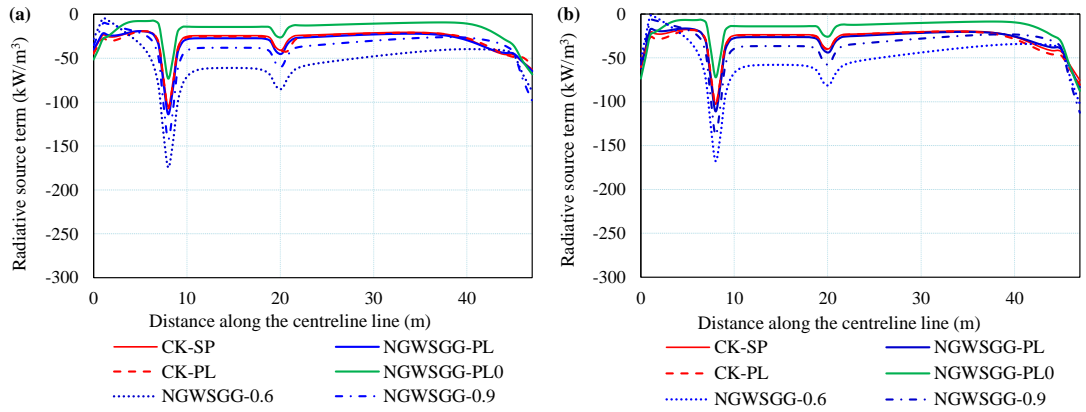 (a)
Radiative source term (kW/m³)
0
-50
-100
-150
-200
-250
-300
0 10 20 30 40
Distance along the centreline line (m)
CK-SP NGWSGG-PL
CK-PL NGWSGG-PL0
NGWSGG-0.6 NGWSGG-0.9
(b)
Radiative source term (kW/m³)
0
-50
-100
-150
-200
-250
-300
0 10 20 30 40
Distance along the centreline line (m)
CK-SP NGWSGG-PL
CK-PL NGWSGG-PL0
NGWSGG-0.6 NGWSGG-0.9